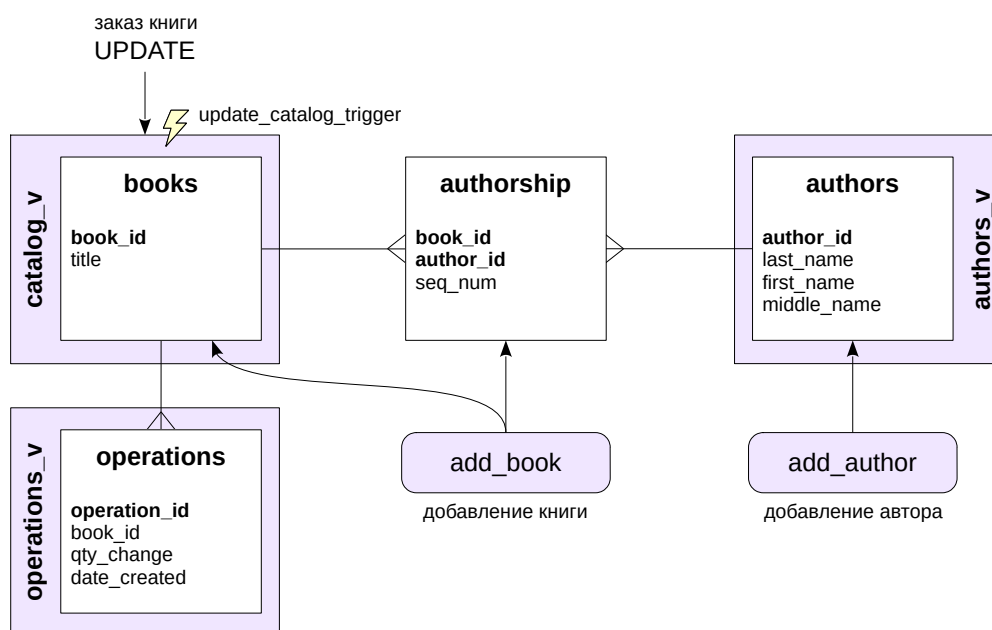 заказ книги
UPDATE
update_catalog_trigger
catalog_v
books
book_id
title
authorship
book_id
author_id
seq_num
authors
author_id
last_name
first_name
middle_name
authors_v
operations_v
operations
operation_id
book_id
qty_change
date_created
add_book
добавление книги
add_author
добавление автора